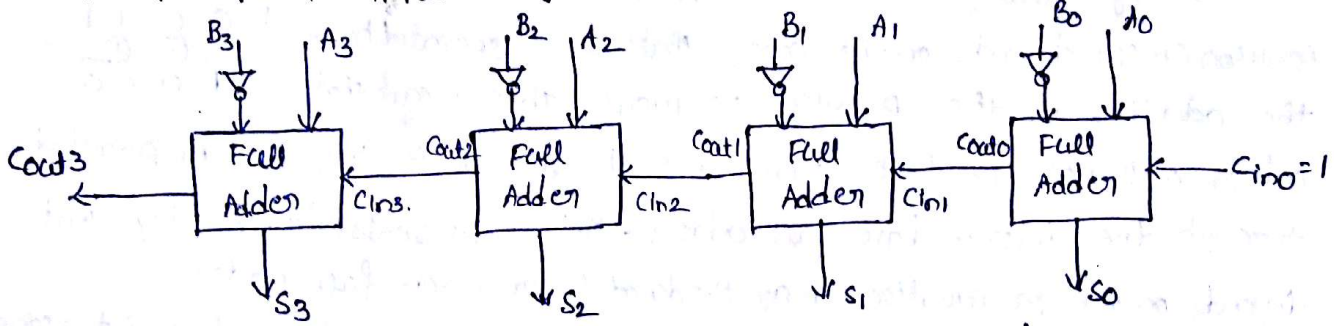 B3 A3 B2 A2 B1 A1 B0 A0
Cout3 Full Adder Cout2 Full Adder Cout1 Full Adder Cout0 Full Adder Cin0=1
Cin3. Cin2 Cin1
S3 S2 S1 S0